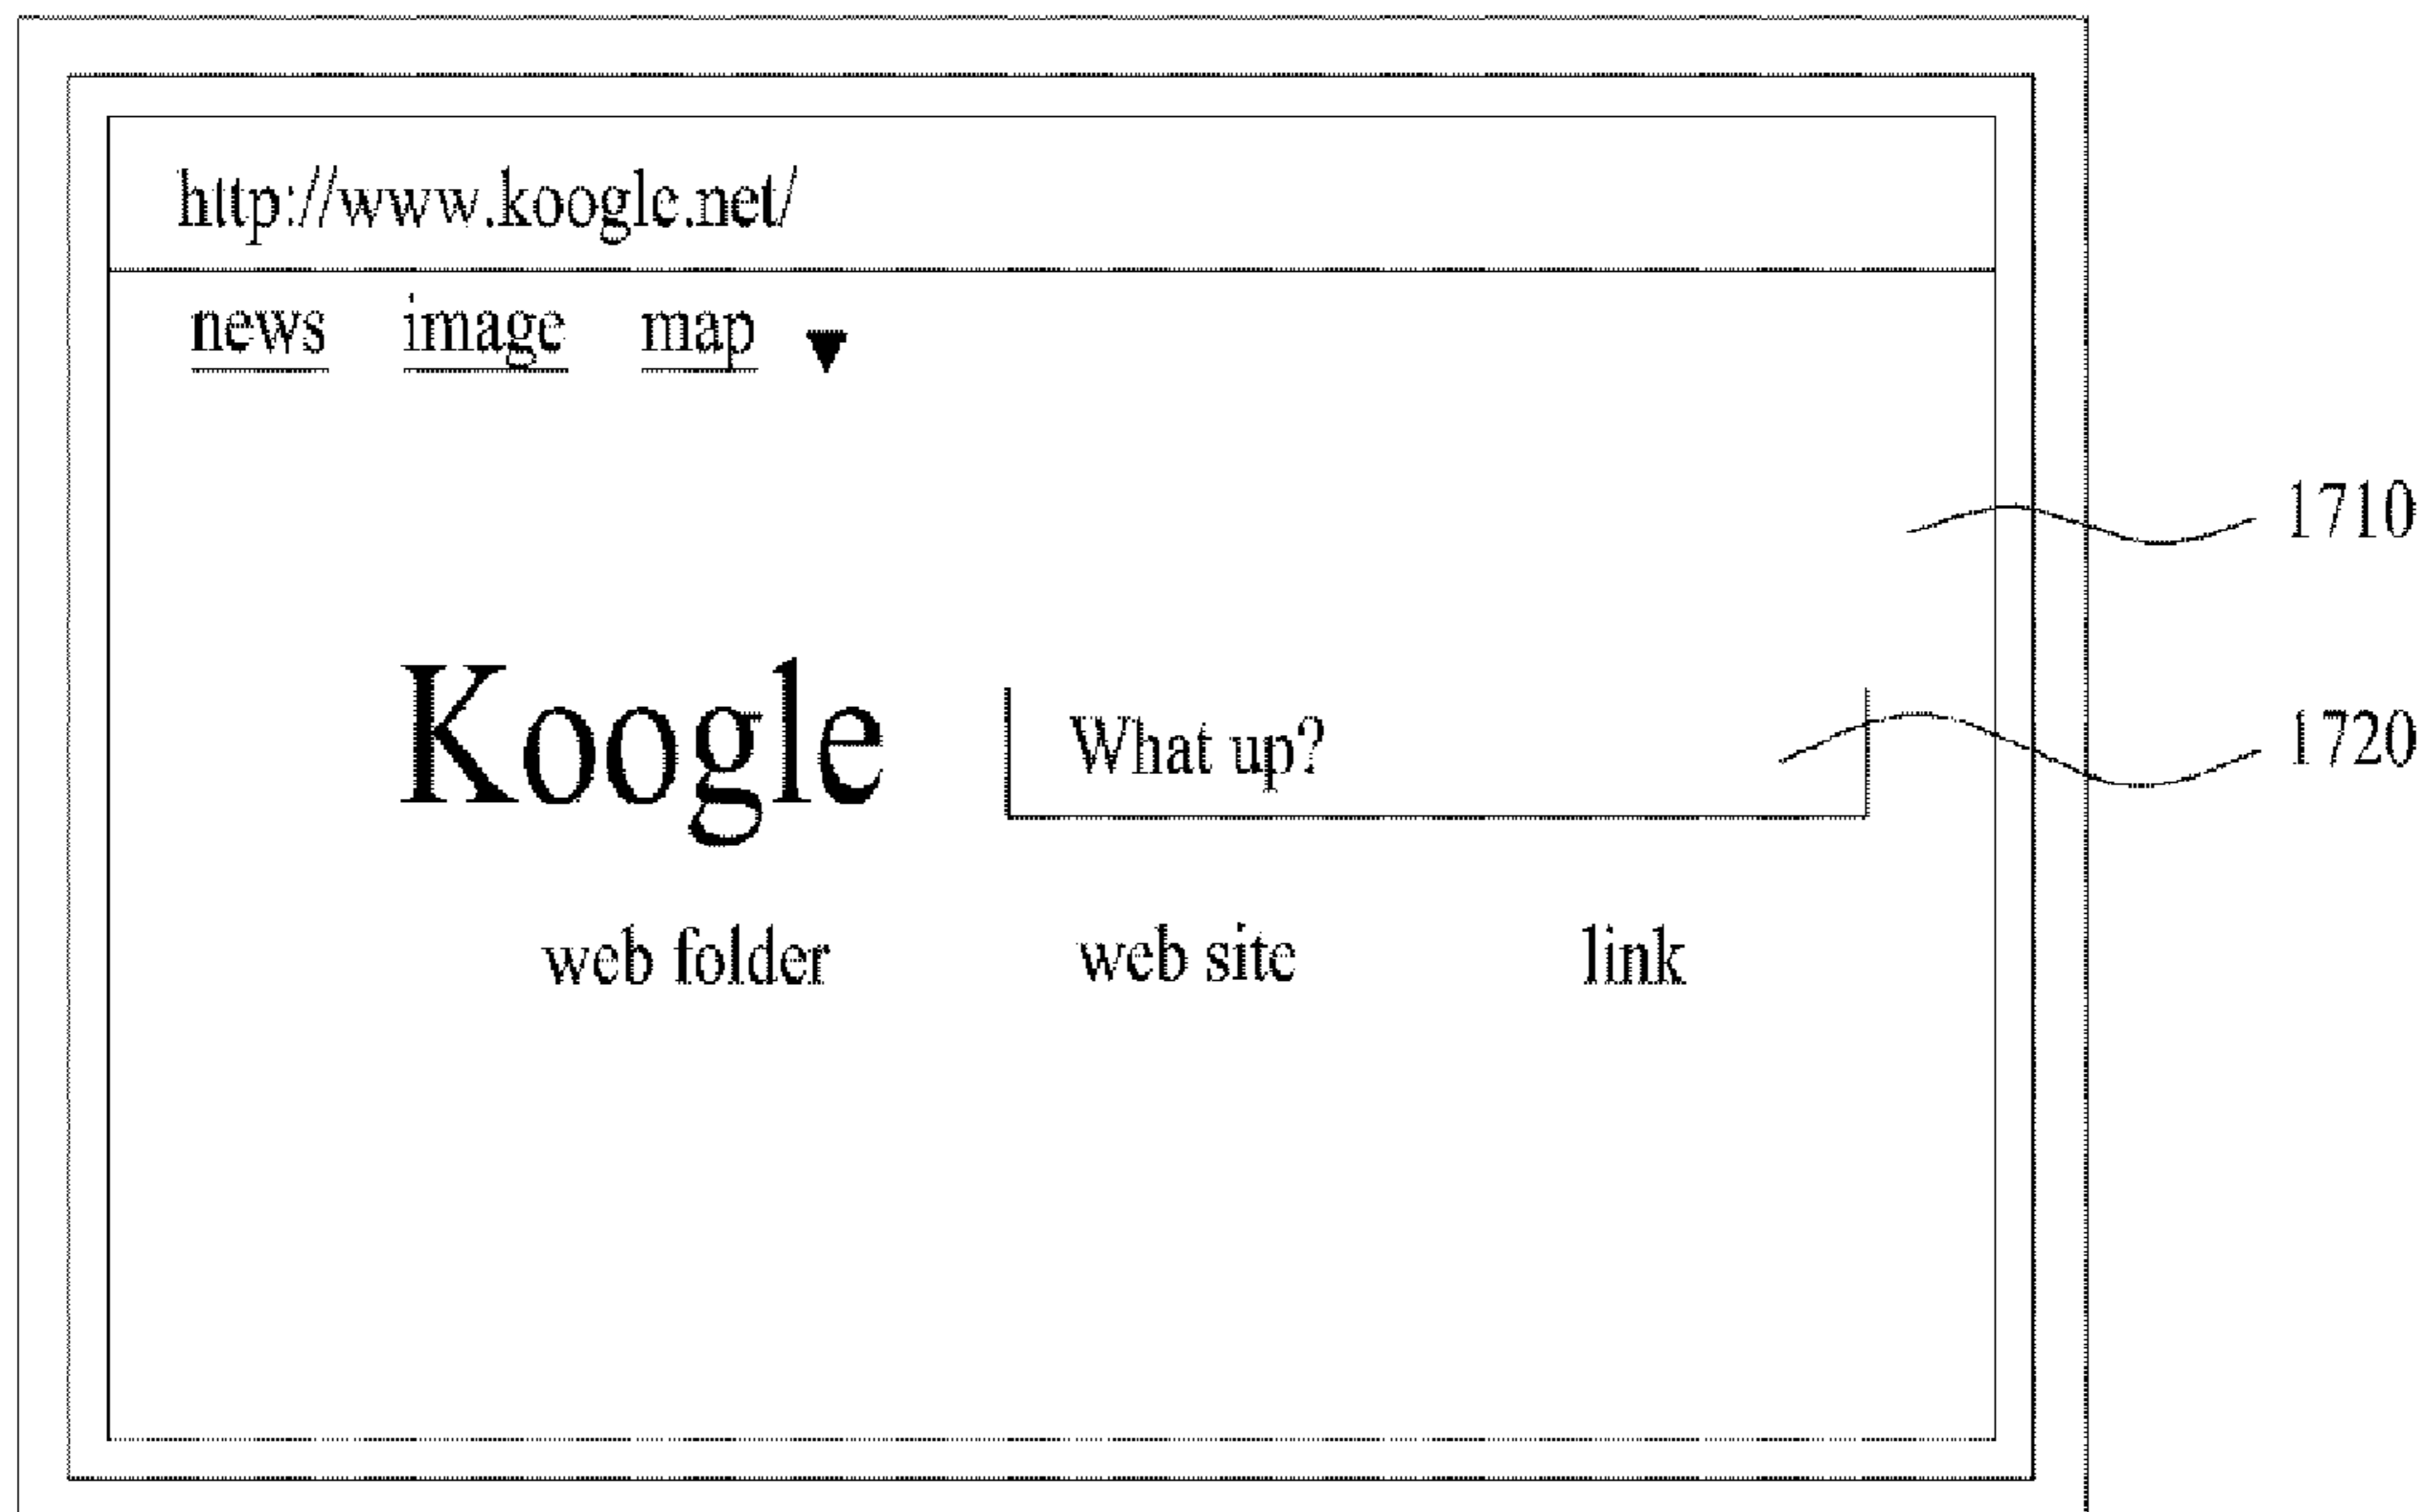 http://www.koogle.net/
news image map ▼
1710
Koogle What up? 1720
web folder web site link